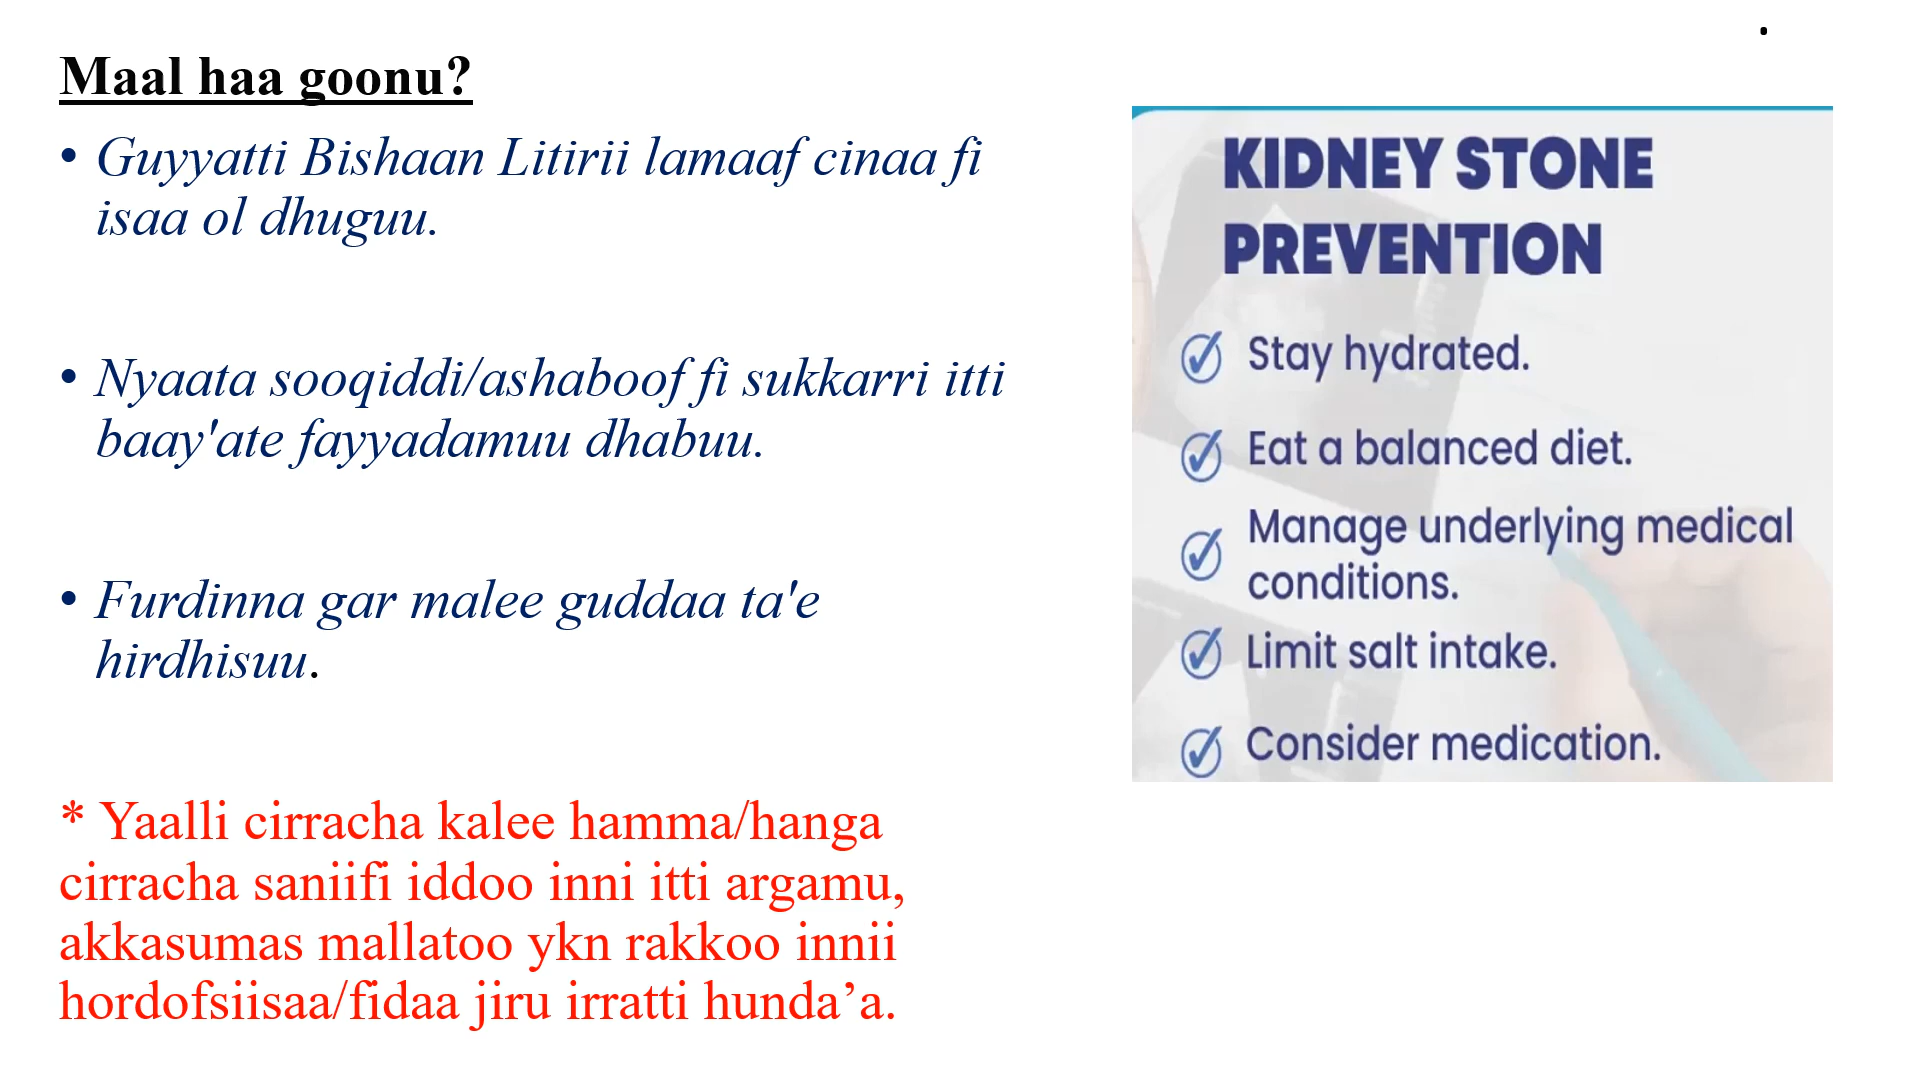 Maal haa goonu?
• Guyyatti Bishaan Litirii lamaaf cinaa fi
isaa ol dhuguu.
• Nyaata sooqiddi/ashaboof fi sukkarri itti
baay'ate fayyadamuu dhabuu.
• Furdinna gar malee guddaa ta'e
hirdhisuu.
* Yaalli cirracha kalee hamma/hanga
cirracha saniifi iddoo inni itti argamu,
akkasumas mallatoo ykn rakkoo innii
hordofsiisaa/fidaa jiru irratti hunda’a.
.
KIDNEY STONE
PREVENTION
Stay hydrated.
Eat a balanced diet.
Manage underlying medical
conditions.
Limit salt intake.
Consider medication.